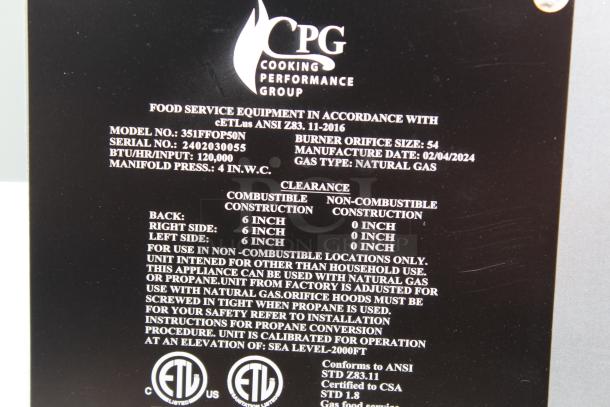 CPG
COOKING
PERFORMANCE
GROUP
FOOD SERVICE EQUIPMENT IN ACCORDANCE WITH
cETLus ANSI Z83. 11-2016
MODEL NO.: 351FFOP50N BURNER ORIFICE SIZE: 54
SERIAL NO.: 2402030055 MANUFACTURE DATE: 02/04/2024
BTU/HR/INPUT: 120,000 GAS TYPE: NATURAL GAS
MANIFOLD PRESS.: 4 IN.W.C.
CLEARANCE
COMBUSTIBLE NON-COMBUSTIBLE
CONSTRUCTION CONSTRUCTION
BACK: 6 INCH 0 INCH
RIGHT SIDE: 6 INCH 0 INCH
LEFT SIDE: 6 INCH 0 INCH
FOR USE IN NON -COMBUSTIBLE LOCATIONS ONLY.
UNIT INTENED FOR OTHER THAN HOUSEHOLD USE.
THIS APPLIANCE CAN BE USED WITH NATURAL GAS
OR PROPANE.UNIT FROM FACTORY IS ADJUSTED FOR
USE WITH NATURAL GAS.ORIFICE HOODS MUST BE
SCREWED IN TIGHT WHEN PROPANE IS USED.
FOR YOUR SAFETY REFER TO INSTALLATION
INSTRUCTIONS FOR PROPANE CONVERSION
PROCEDURE. UNIT IS CALIBRATED FOR OPERATION
AT AN ELEVATION OF: SEA LEVEL-2000FT
C ETL US ETL
Conforms to ANSI
STD Z83.11
Certified to CSA
STD 1.8
Gas food